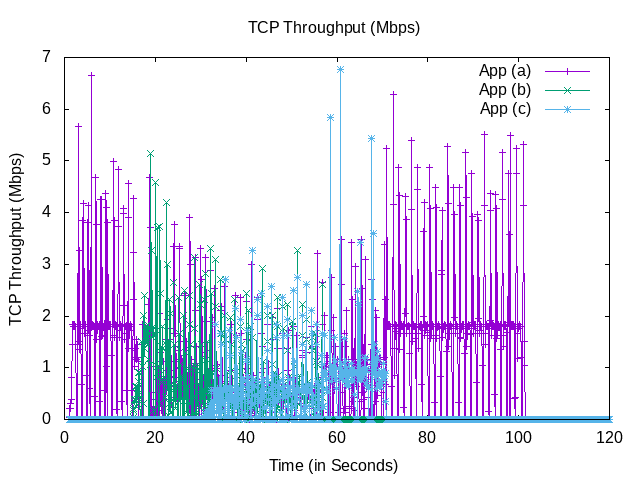 TCP Throughput (Mbps)
App (a)
App (b)
App (c)
TCP Throughput (Mbps)
7
6
5
4
3
2
1
0
0 20 40 60 80 100 120
Time (in Seconds)